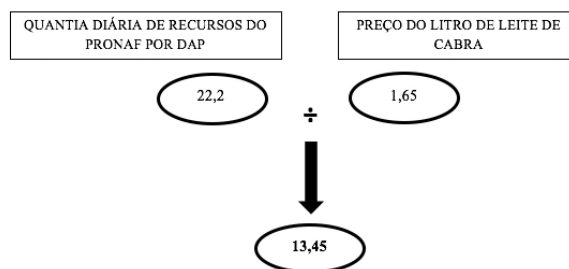 QUANTIA DIÁRIA DE RECURSOS DO
PRONAF POR DAP
PREÇO DO LITRO DE LEITE DE
CABRA
22,2
÷
1,65
13,45